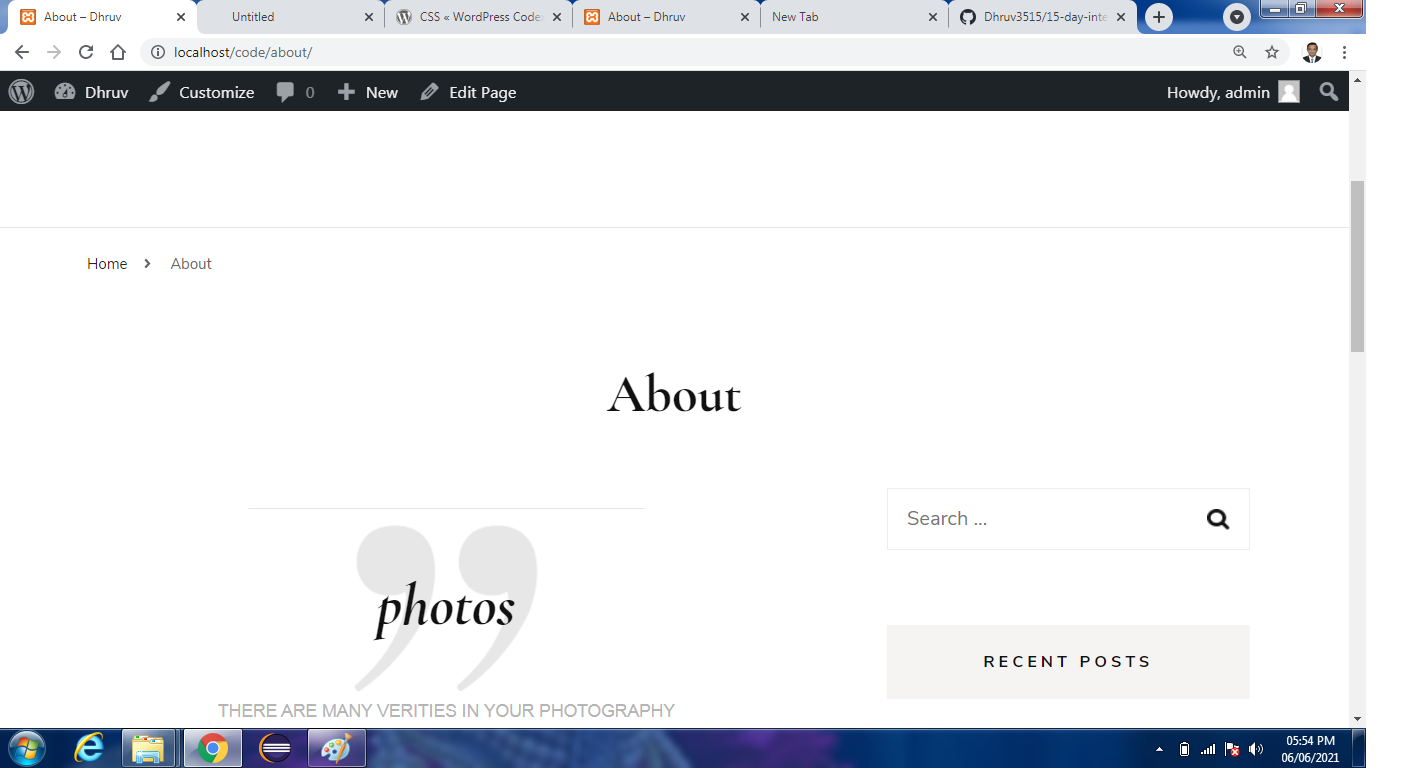 About – Dhruv
Untitled
CSS « WordPress Code
About – Dhruv
New Tab
Dhruv3515/15-day-inte
localhost/code/about/
Dhruv
Customize
0
New
Edit Page
Howdy, admin
Home
About
About
photos
THERE ARE MANY VERITIES IN YOUR PHOTOGRAPHY
Search ...
RECENT POSTS
05:54 PM
06/06/2021